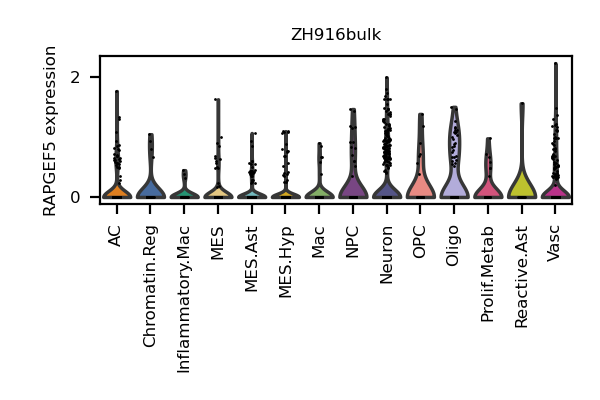 ZH916bulk
RAPGEF5 expression
2
0
AC
Chromatin.Reg
Inflammatory.Mac
MES
MES.Ast
MES.Hyp
Mac
NPC
Neuron
OPC
Oligo
Prolif.Metab
Reactive.Ast
Vasc